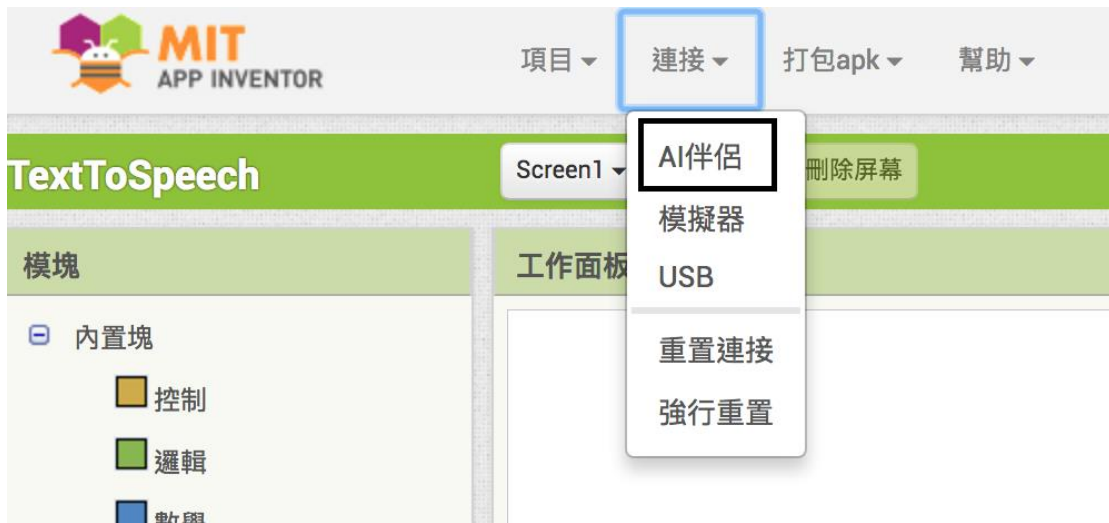 MIT
APP INVENTOR
項目
連接
打包apk
幫助
TextToSpeech
Screen1
刪除屏幕
AI伴侶
模擬器
USB
重置連接
強行重置
模塊
工作面板
內置塊
控制
邏輯
數學